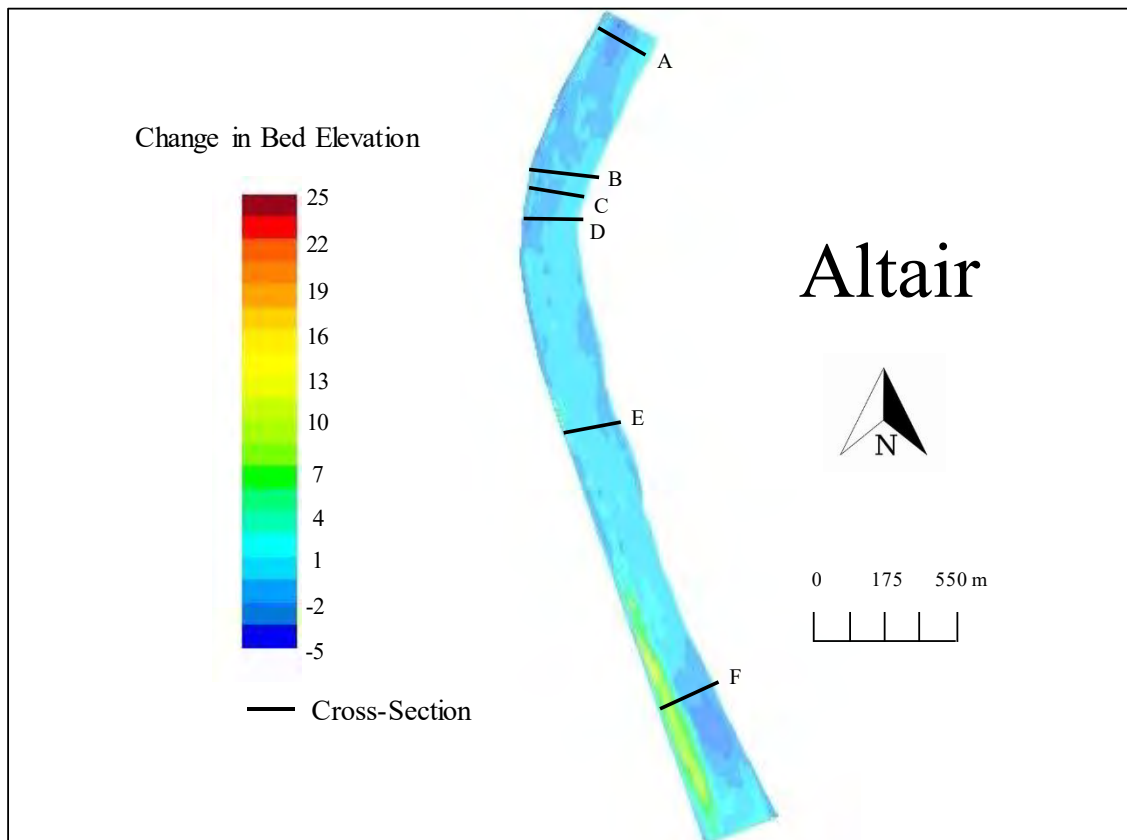 A
Change in Bed Elevation
B
C
D
25
22
19
16
13
10
7
4
1
-2
-5
Altair
N
E
0 175 550 m
F
Cross-Section